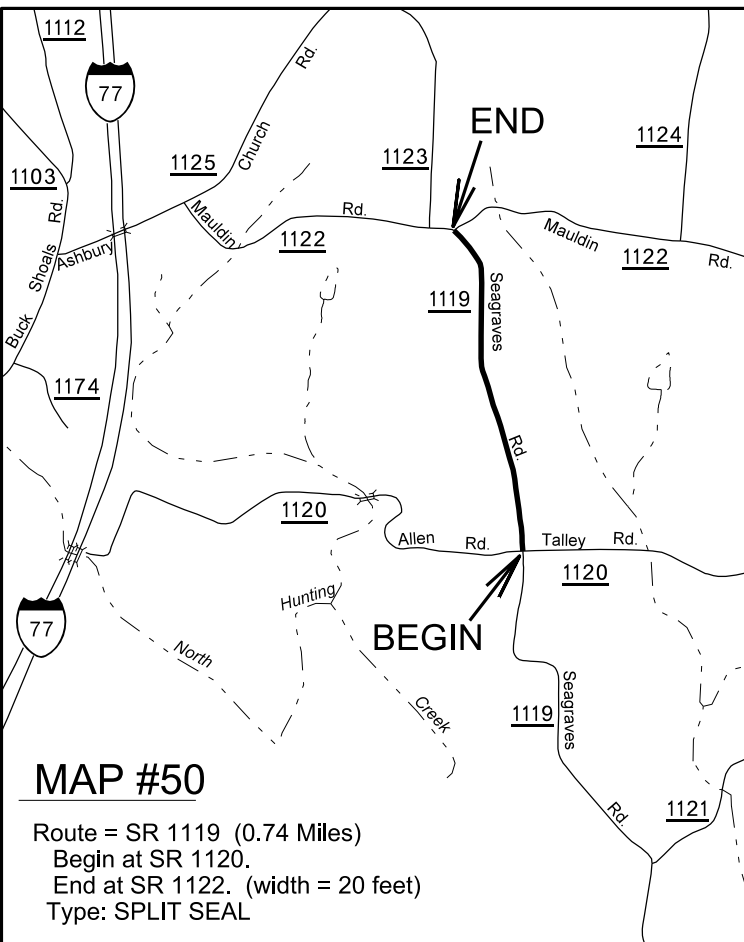 1112
77
Rd.
END
1124
1123
1125
Church
1103
Rd.
Shoals
Buck
Ashbury
Mauldin
Rd.
1122
Mauldin
1122
Rd.
1119
Seagraves
Rd.
1174
1120
Allen Rd.
Talley Rd.
1120
Hunting
BEGIN
77
North
Creek
1119
Seagraves
Rd.
1121
MAP #50
Route = SR 1119 (0.74 Miles)
Begin at SR 1120.
End at SR 1122. (width = 20 feet)
Type: SPLIT SEAL